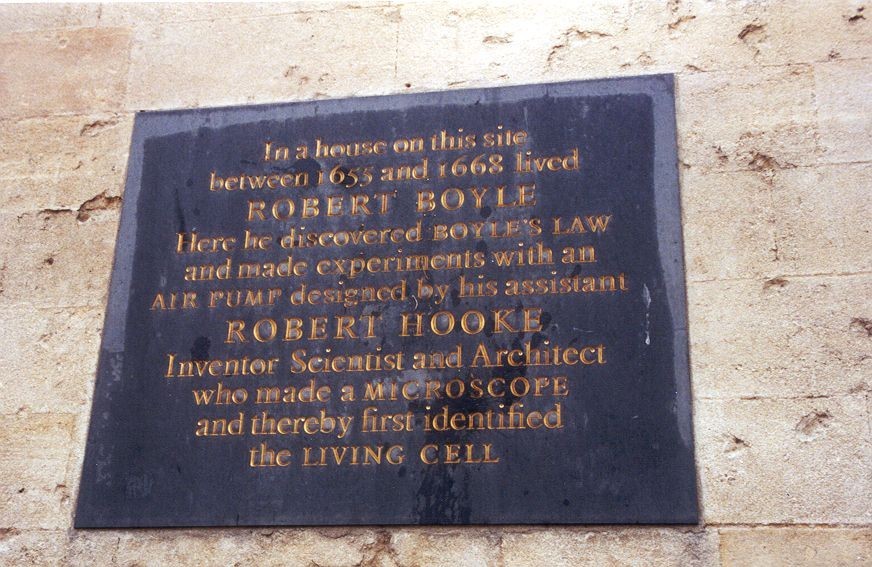 In a house on this site
between 1655 and 1668 lived
ROBERT BOYLE
Here he discovered BOYLE'S LAW
and made experiments with an
AIR PUMP designed by his assistant
ROBERT HOOKE
Inventor Scientist and Architect
who made a MICROSCOPE
and thereby first identified
the LIVING CELL